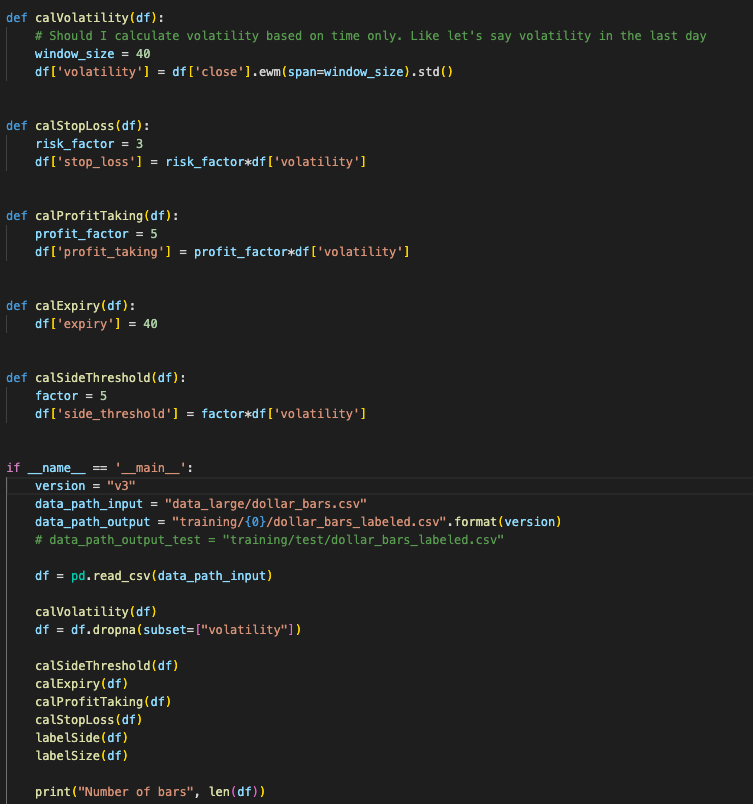 def calVolatility(df):
    # Should I calculate volatility based on time only. Like let's say volatility in the last day
    window_size = 40
    df['volatility'] = df['close'].ewm(span=window_size).std()
def calStopLoss(df):
    risk_factor = 3
    df['stop_loss'] = risk_factor*df['volatility']
def calProfitTaking(df):
    profit_factor = 5
    df['profit_taking'] = profit_factor*df['volatility']
def calExpiry(df):
    df['expiry'] = 40
def calSideThreshold(df):
    factor = 5
    df['side_threshold'] = factor*df['volatility']
if __name__ == '__main__':
    version = "v3"
    data_path_input = "data_large/dollar_bars.csv"
    data_path_output = "training/{0}/dollar_bars_labeled.csv".format(version)
    # data_path_output_test = "training/test/dollar_bars_labeled.csv"
    df = pd.read_csv(data_path_input)
    calVolatility(df)
    df = df.dropna(subset=["volatility"])
    calSideThreshold(df)
    calExpiry(df)
    calProfitTaking(df)
    calStopLoss(df)
    labelSide(df)
    labelSize(df)
    print("Number of bars", len(df))